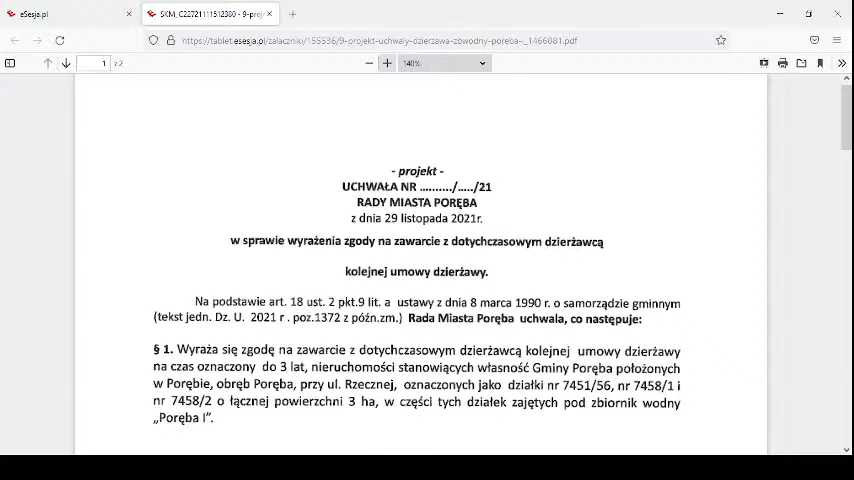 eSesja.pl
SKM_C22721111512380 - 9-proj
https://tablet.esesja.pl/zalaczniki/155536/9-projekt-uchwaly-dzierzawa-zbwodny-poreba-i_1466081.pdf
1 z 2
140%
- projekt -
UCHWAŁA NR ........../...../21
RADY MIASTA PORĘBA
z dnia 29 listopada 2021r.
w sprawie wyrażenia zgody na zawarcie z dotychczasowym dzierżawcą
kolejnej umowy dzierżawy.
Na podstawie art. 18 ust. 2 pkt.9 lit. a ustawy z dnia 8 marca 1990 r. o samorządzie gminnym
(tekst jedn. Dz. U. 2021 r . poz.1372 z późn.zm.) Rada Miasta Poręba uchwala, co następuje:
§ 1. Wyraża się zgodę na zawarcie z dotychczasowym dzierżawcą kolejnej umowy dzierżawy
na czas oznaczony do 3 lat, nieruchomości stanowiących własność Gminy Poręba położonych
w Porębie, obręb Poręba, przy ul. Rzecznej, oznaczonych jako działki nr 7451/56, nr 7458/1 i
nr 7458/2 o łącznej powierzchni 3 ha, w części tych działek zajętych pod zbiornik wodny
„Poręba I”.